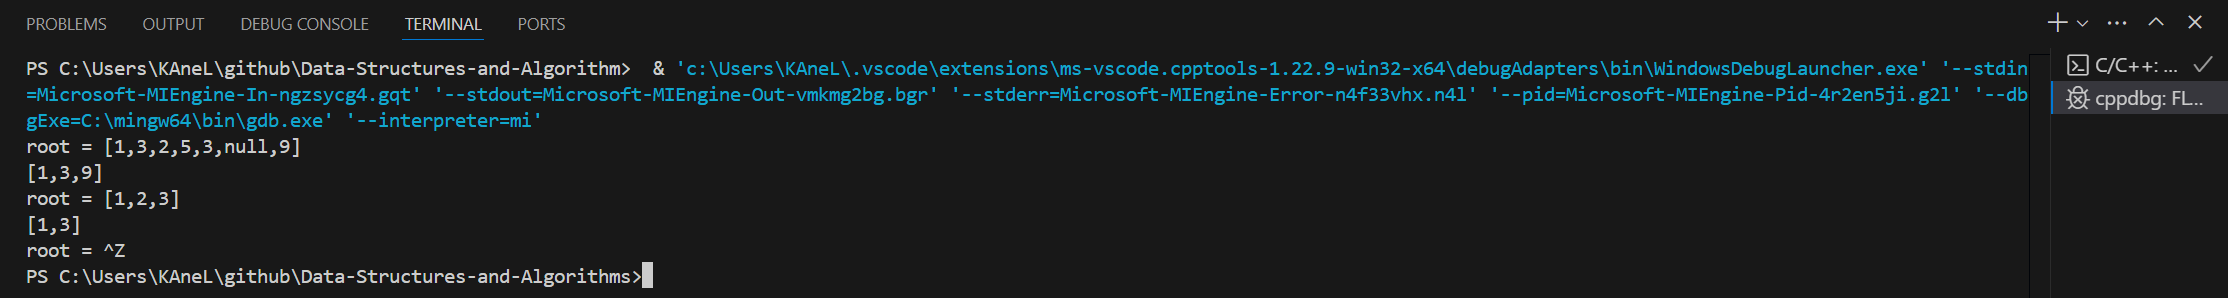 PROBLEMS OUTPUT DEBUG CONSOLE TERMINAL PORTS
PS C:\Users\KAneL\github\Data-Structures-and-Algorithm>  & 'c:\Users\KAneL\.vscode\extensions\ms-vscode.cpptools-1.22.9-win32-x64\debugAdapters\bin\WindowsDebugLauncher.exe' '--stdin
=Microsoft-MIEngine-In-ngzsycg4.gqt' '--stdout=Microsoft-MIEngine-Out-vmkmg2bg.bgr' '--stderr=Microsoft-MIEngine-Error-n4f33vhx.n4l' '--pid=Microsoft-MIEngine-Pid-4r2en5ji.g2l' '--db
gExe=C:\mingw64\bin\gdb.exe' '--interpreter=mi'
root = [1,3,2,5,3,null,9]
[1,3,9]
root = [1,2,3]
[1,3]
root = ^Z
PS C:\Users\KAneL\github\Data-Structures-and-Algorithms>
C/C++: ...
cppdbg: FL...